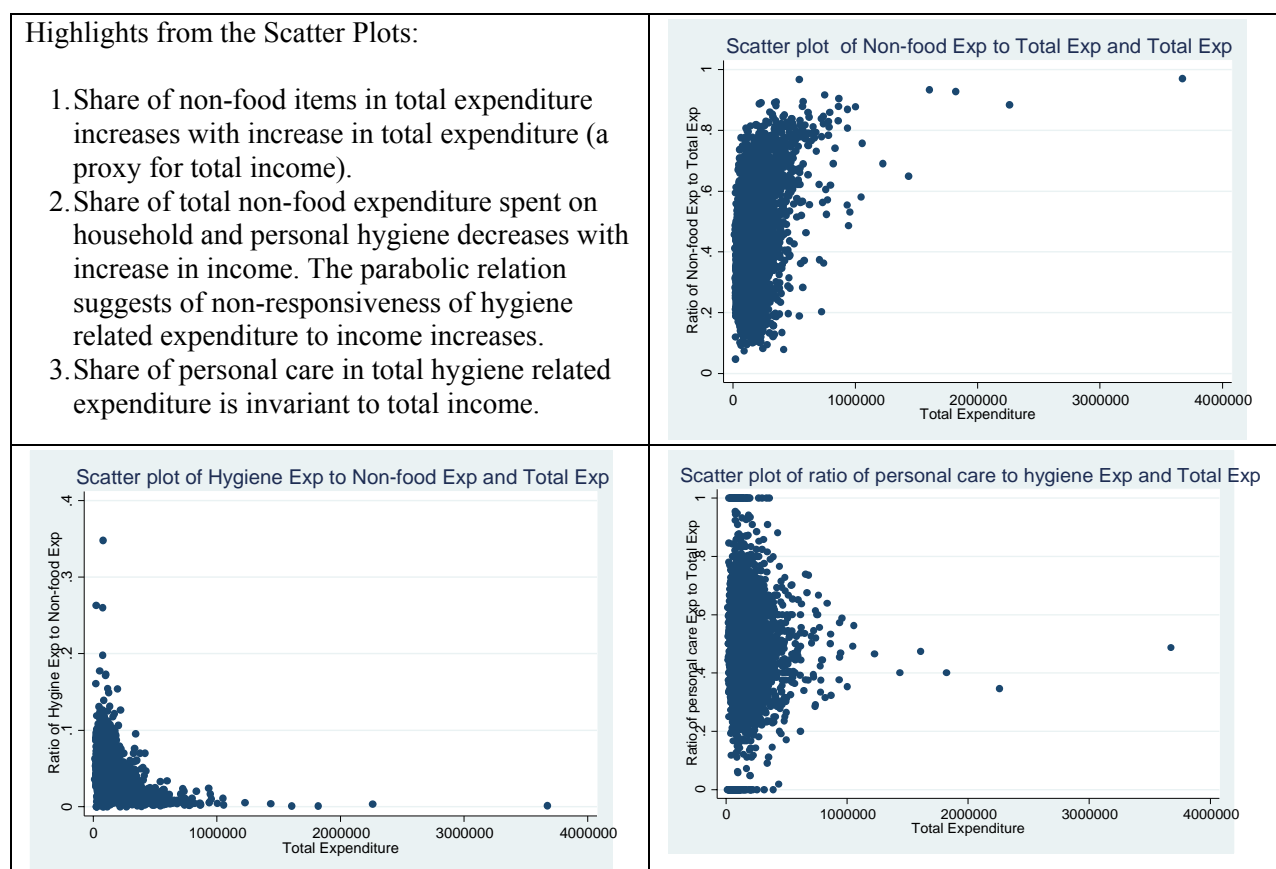 Highlights from the Scatter Plots:
1. Share of non-food items in total expenditure
increases with increase in total expenditure (a
proxy for total income).
2. Share of total non-food expenditure spent on
household and personal hygiene decreases with
increase in income. The parabolic relation
suggests of non-responsiveness of hygiene
related expenditure to income increases.
3. Share of personal care in total hygiene related
expenditure is invariant to total income.
Scatter plot of Non-food Exp to Total Exp and Total Exp
Ratio of Non-food Exp to Total Exp
1
.8
.6
.4
.2
0
0 1000000 2000000 3000000 4000000
Total Expenditure
Scatter plot of Hygiene Exp to Non-food Exp and Total Exp
Ratio of Hygine Exp to Non-food Exp
.4
.3
.2
.1
0
0 1000000 2000000 3000000 4000000
Total Expenditure
Scatter plot of ratio of personal care to hygiene Exp and Total Exp
Ratio of personal care Exp to Total Exp
1
.8
.6
.4
.2
0
0 1000000 2000000 3000000 4000000
Total Expenditure